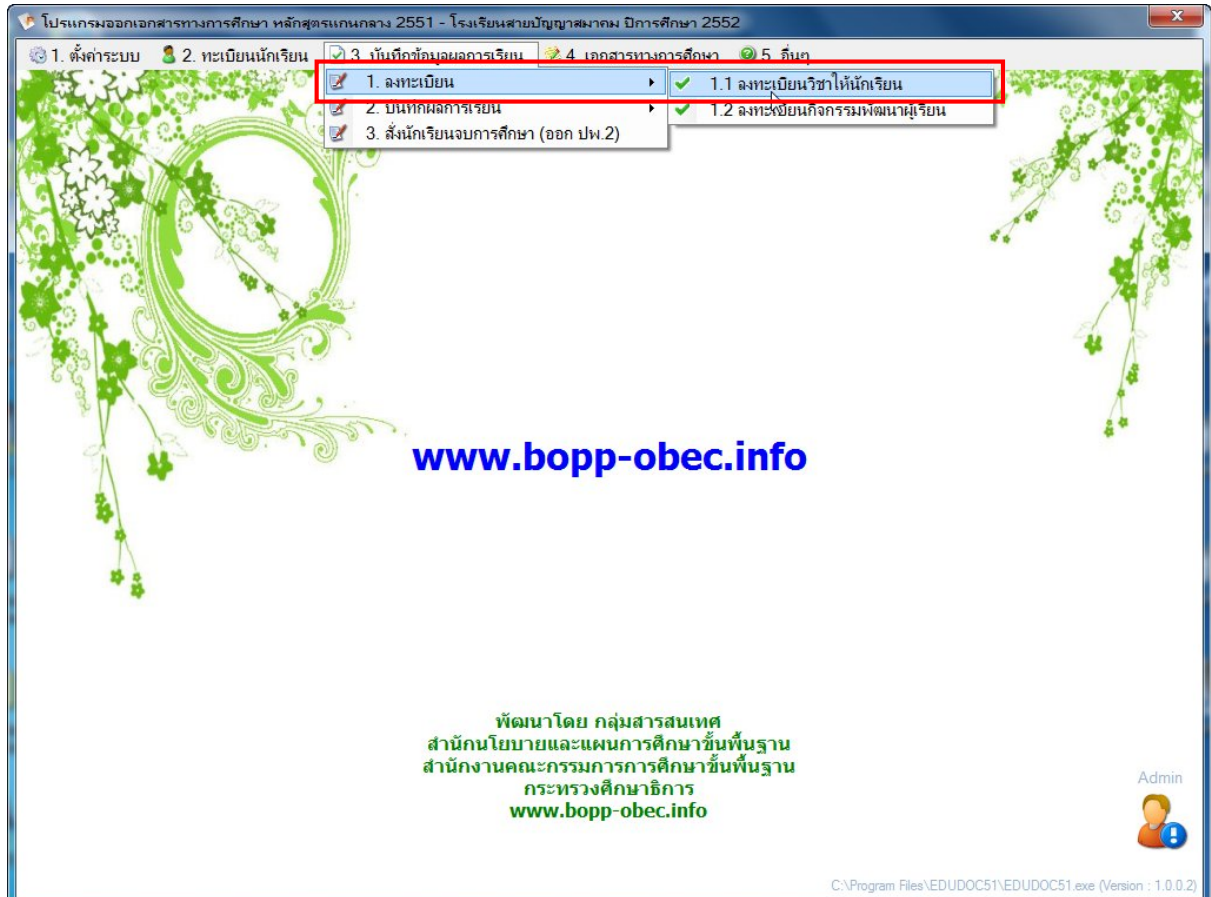 โปรแกรมออกเอกสารทางการศึกษา หลักสูตรแกนกลาง 2551 - โรงเรียนสายปัญญาสมาคม ปีการศึกษา 2552
1. ตั้งค่าระบบ 2. ทะเบียนนักเรียน 3. บันทึกข้อมูลผลการเรียน 4. เอกสารทางการศึกษา 5. อื่นๆ
1. ลงทะเบียน 1.1 ลงทะเบียนวิชาให้นักเรียน
2. บันทึกผลการเรียน 1.2 ลงทะเบียนกิจกรรมพัฒนาผู้เรียน
3. สั่งนักเรียนจบการศึกษา (ออก ปพ.2)
www.bopp-obec.info
พัฒนาโดย กลุ่มสารสนเทศ
สำนักนโยบายและแผนการศึกษาขั้นพื้นฐาน
สำนักงานคณะกรรมการการศึกษาขั้นพื้นฐาน
กระทรวงศึกษาธิการ
www.bopp-obec.info
Admin
C:\Program Files\EDUDOC51\EDUDOC51.exe (Version : 1.0.0.2)